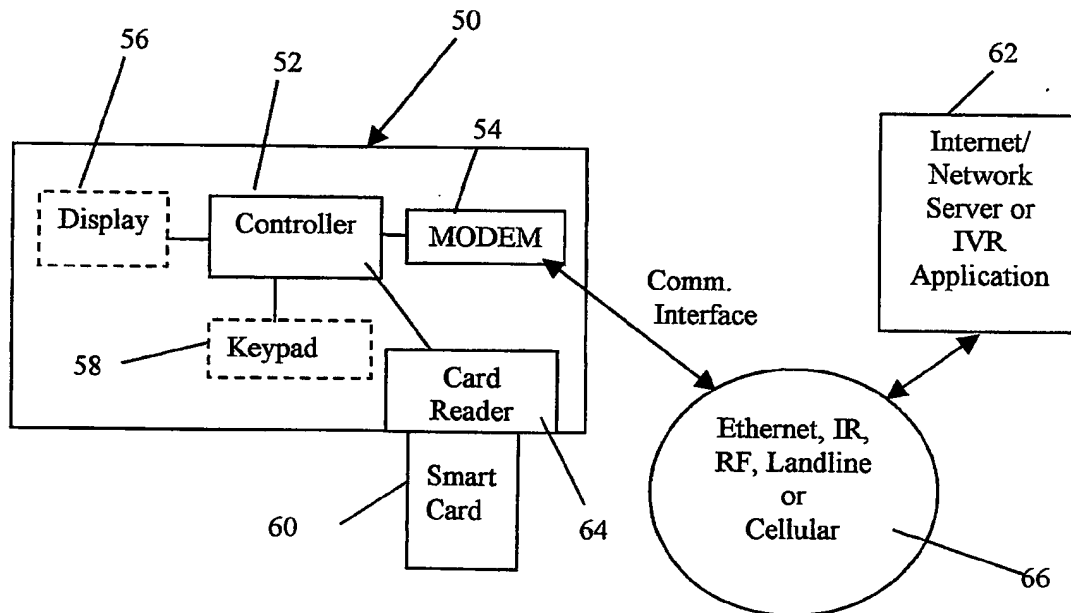 56
52
50
54
62
Display
Controller
MODEM
Keypad
58
Card
Reader
Smart
Card
60
64
Comm.
Interface
Internet/
Network
Server or
IVR
Application
Ethernet, IR,
RF, Landline
or
Cellular
66